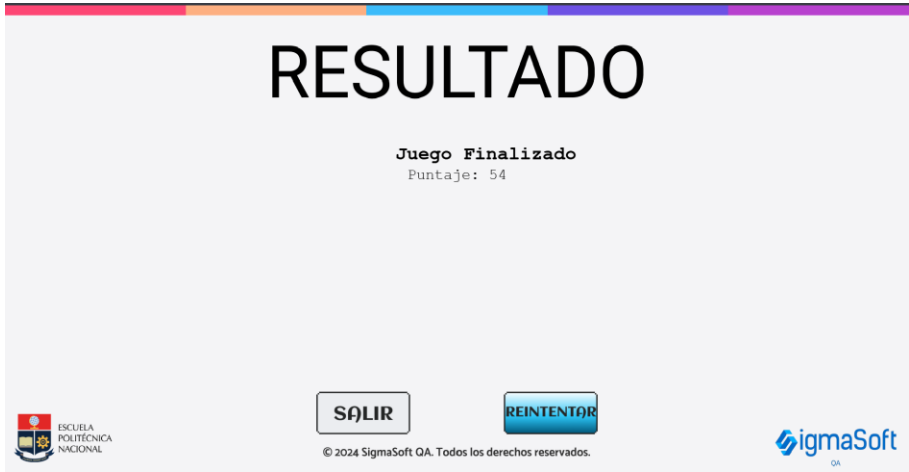 RESULTADO
Juego Finalizado
Puntaje: 54
SALIR
REINTENTAR
ESCUELA
POLITÉCNICA
NACIONAL
© 2024 SigmaSoft QA. Todos los derechos reservados.
SigmaSoft
QA